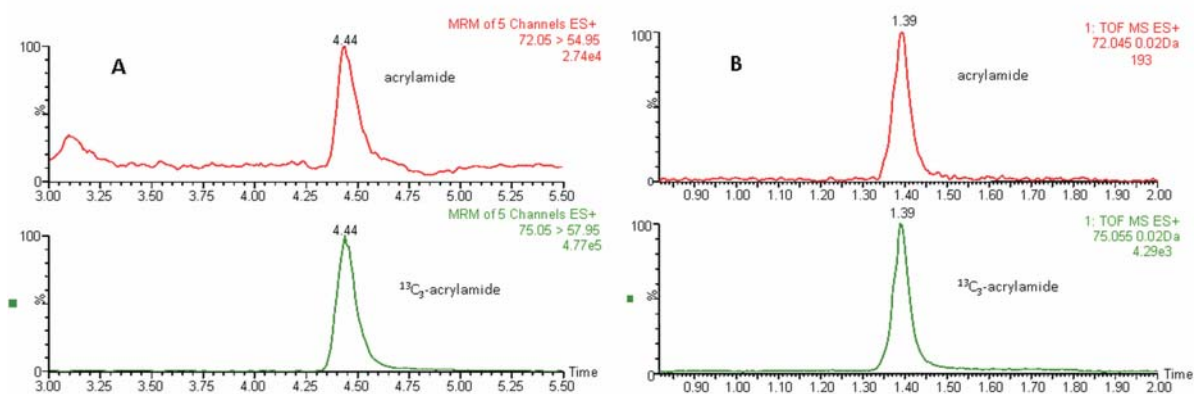 A
MRM of 5 Channels ES+
72.05 > 54.95
2.74e4
4.44
acrylamide
100
%
0
3.00 3.25 3.50 3.75 4.00 4.25 4.50 4.75 5.00 5.25 5.50
MRM of 5 Channels ES+
75.05 > 57.95
4.77e5
4.44
¹³C₃-acrylamide
100
%
0
3.00 3.25 3.50 3.75 4.00 4.25 4.50 4.75 5.00 5.25 5.50
Time
B
1: TOF MS ES+
72.045 0.02Da
193
1.39
acrylamide
100
%
0
0.90 1.00 1.10 1.20 1.30 1.40 1.50 1.60 1.70 1.80 1.90 2.00
1: TOF MS ES+
75.055 0.02Da
4.29e3
1.39
¹³C₃-acrylamide
100
%
0
0.90 1.00 1.10 1.20 1.30 1.40 1.50 1.60 1.70 1.80 1.90 2.00
Time